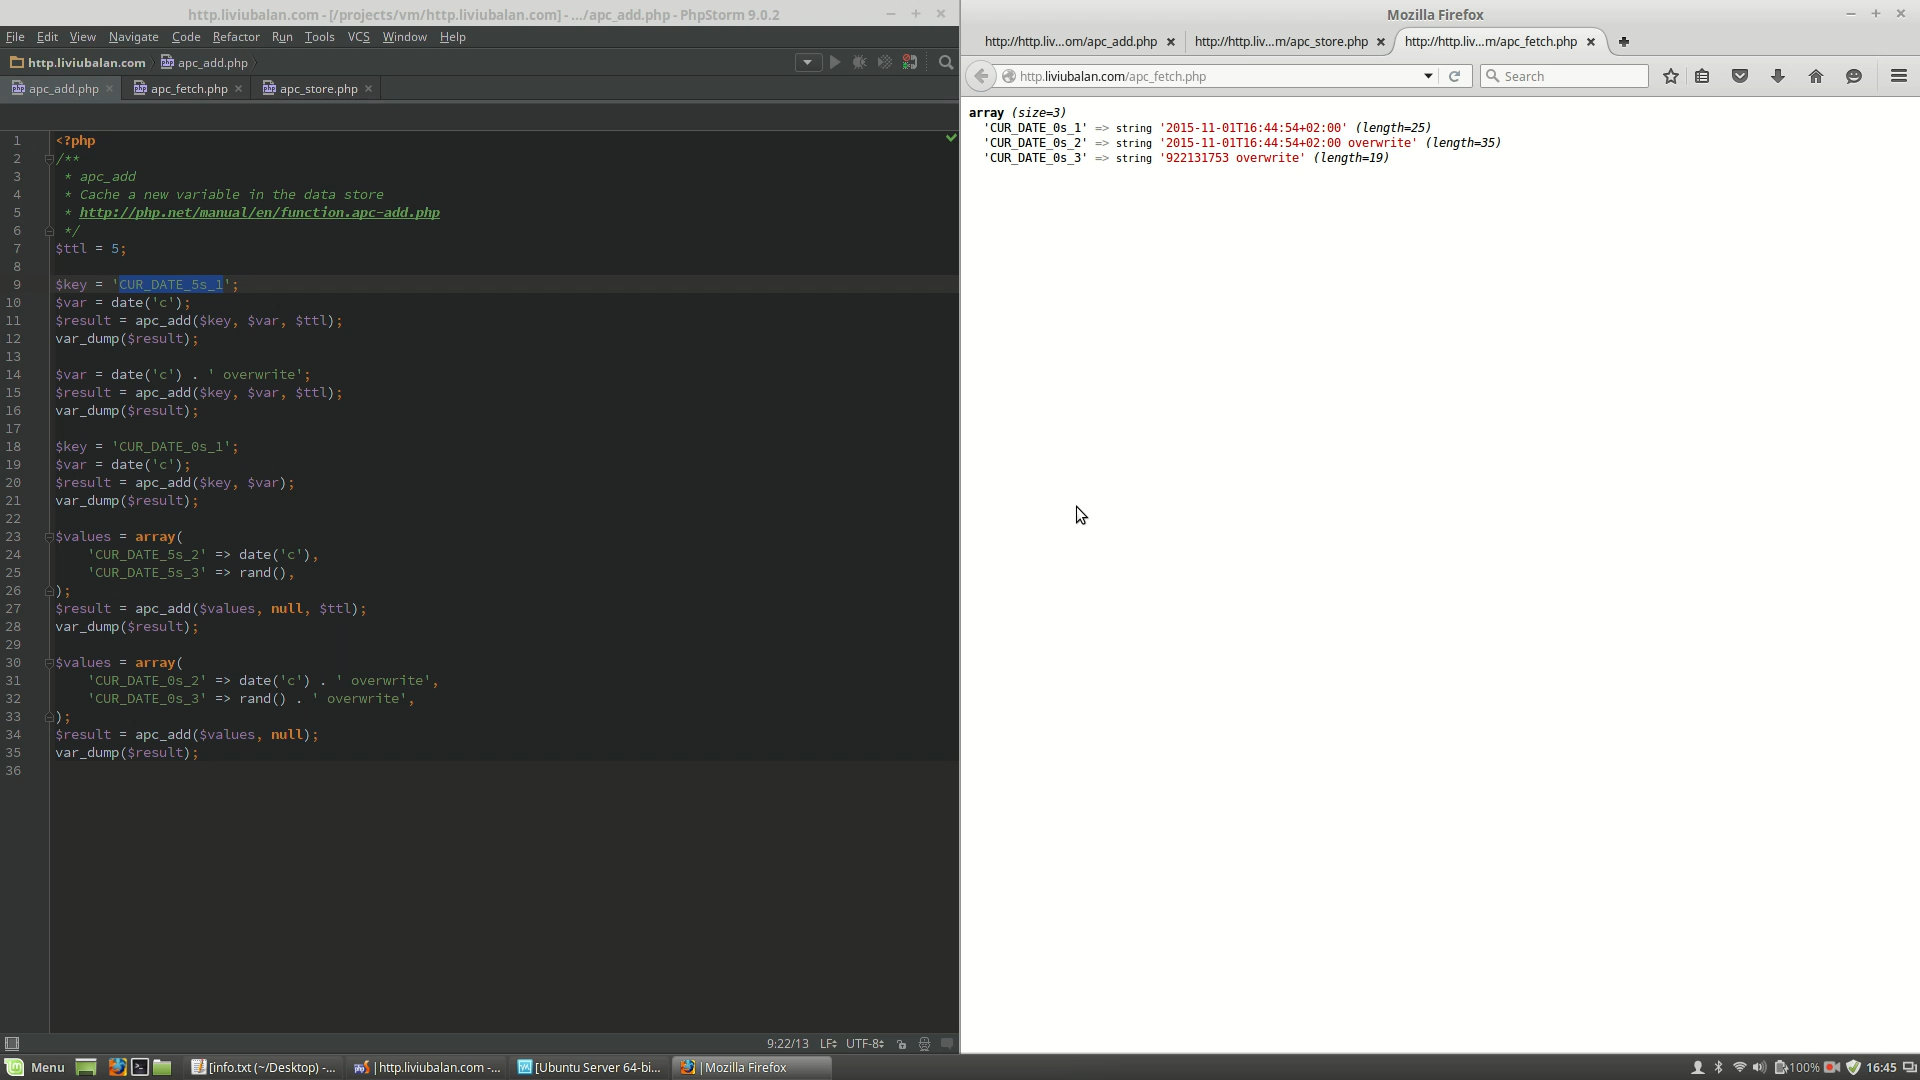 http.liviubalan.com - [/projects/vm/http.liviubalan.com] - .../apc_add.php - PhpStorm 9.0.2
File Edit View Navigate Code Refactor Run Tools VCS Window Help
http.liviubalan.com apc_add.php
apc_add.php apc_fetch.php apc_store.php
1 <?php
2 /**
3 * apc_add
4 * Cache a new variable in the data store
5 * http://php.net/manual/en/function.apc-add.php
6 */
7 $ttl = 5;
8
9 $key = 'CUR_DATE_5s_1';
10 $var = date('c');
11 $result = apc_add($key, $var, $ttl);
12 var_dump($result);
13
14 $var = date('c') . ' overwrite';
15 $result = apc_add($key, $var, $ttl);
16 var_dump($result);
17
18 $key = 'CUR_DATE_0s_1';
19 $var = date('c');
20 $result = apc_add($key, $var);
21 var_dump($result);
22
23 $values = array(
24 'CUR_DATE_5s_2' => date('c'),
25 'CUR_DATE_5s_3' => rand(),
26 );
27 $result = apc_add($values, null, $ttl);
28 var_dump($result);
29
30 $values = array(
31 'CUR_DATE_0s_2' => date('c') . ' overwrite',
32 'CUR_DATE_0s_3' => rand() . ' overwrite',
33 );
34 $result = apc_add($values, null);
35 var_dump($result);
36
9:22/13 LF UTF-8
Mozilla Firefox
http://http.liv...om/apc_add.php http://http.liv...m/apc_store.php http://http.liv...m/apc_fetch.php
http.liviubalan.com/apc_fetch.php Search
array (size=3)
'CUR_DATE_0s_1' => string '2015-11-01T16:44:54+02:00' (length=25)
'CUR_DATE_0s_2' => string '2015-11-01T16:44:54+02:00 overwrite' (length=35)
'CUR_DATE_0s_3' => string '922131753 overwrite' (length=19)
Menu [info.txt (~/Desktop) -... http.liviubalan.com -... [Ubuntu Server 64-bi... Mozilla Firefox 100% 16:45